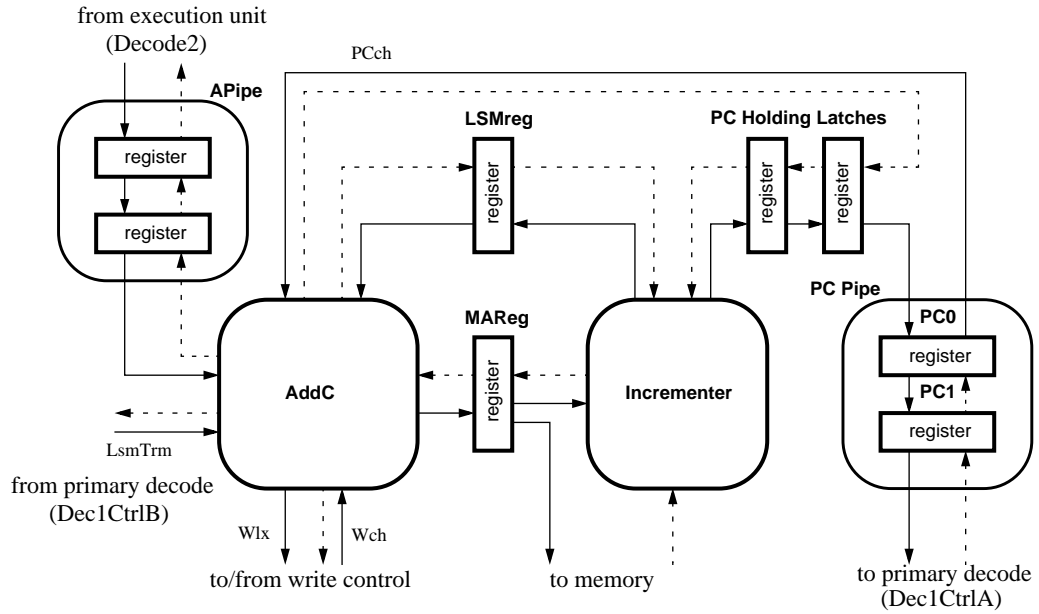 from execution unit
(Decode2)
PCch
APipe
LSMreg
PC Holding Latches
register
register
register
register
register
PC Pipe
MAReg
PC0
register
AddC
register
Incrementer
PC1
register
LsmTrm
from primary decode
(Dec1CtrlB)
Wlx
Wch
to/from write control
to memory
to primary decode
(Dec1CtrlA)